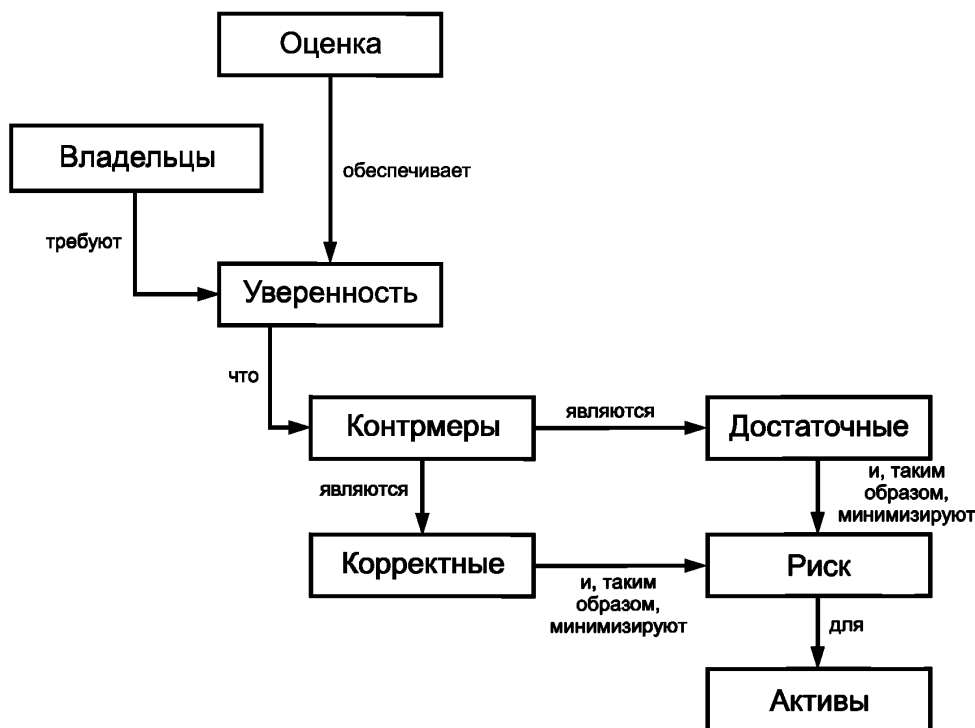 Оценка
Владельцы
обеспечивает
требуют
Уверенность
что
Контрмеры
являются
Достаточные
являются
и, таким
образом,
минимизируют
Корректные
и, таким
образом,
минимизируют
Риск
для
Активы